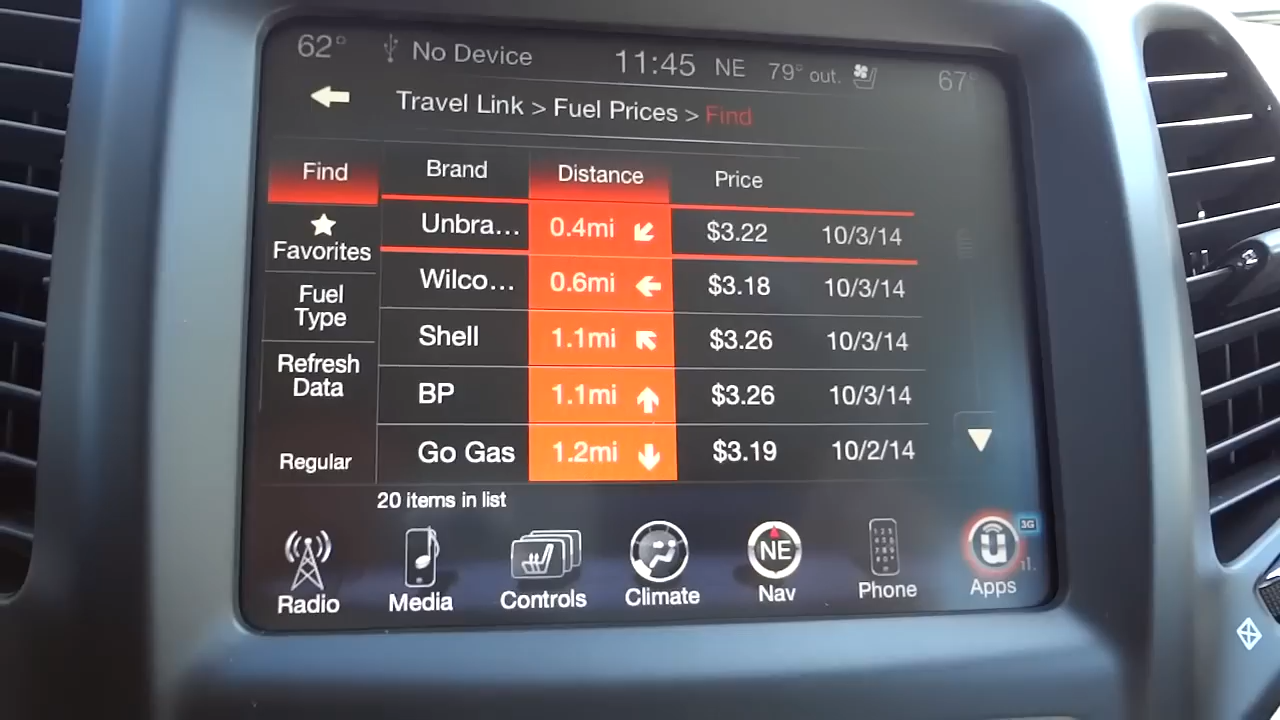 62° No Device 11:45 NE 79° out. 67°
Travel Link > Fuel Prices > Find
Find Brand Distance Price
Unbra... 0.4mi $3.22 10/3/14
Favorites
Wilco... 0.6mi $3.18 10/3/14
Fuel
Type
Shell 1.1mi $3.26 10/3/14
Refresh
Data
BP 1.1mi $3.26 10/3/14
Regular
Go Gas 1.2mi $3.19 10/2/14
20 items in list
3G
NE
Radio Media Controls Climate Nav Phone Apps